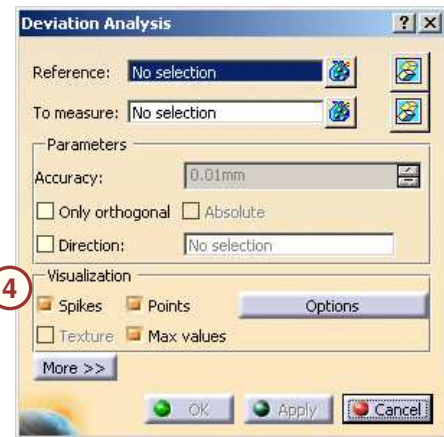 Deviation Analysis ? X
Reference: No selection
To measure: No selection
Parameters
Accuracy: 0.01mm
Only orthogonal Absolute
Direction: No selection
4 Visualization
Spikes Points Options
Texture Max values
More >>
OK Apply Cancel